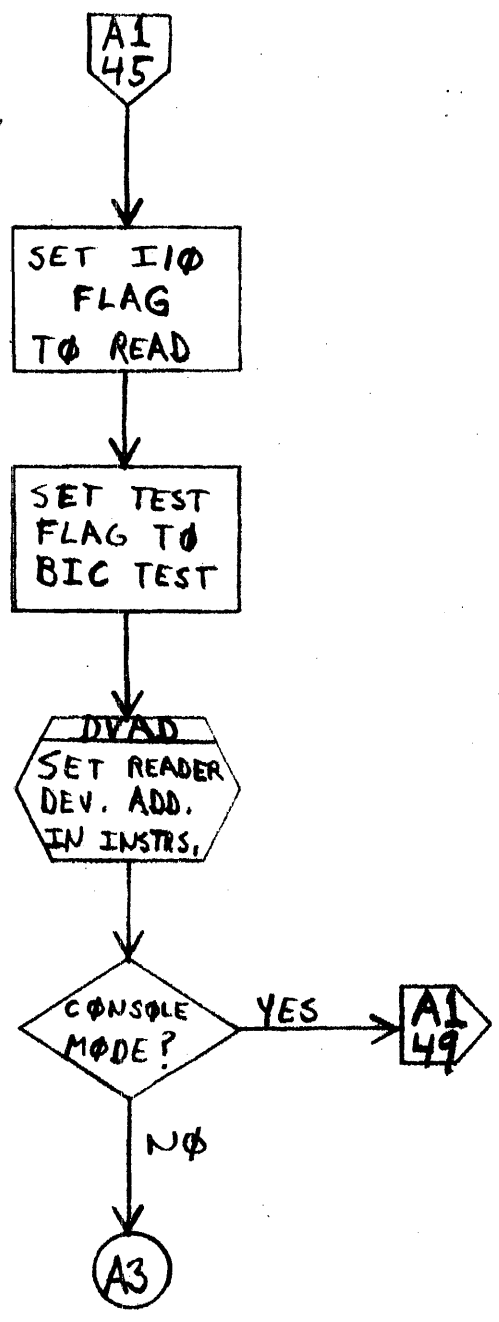 A1
45
SET I/Ø
FLAG
TØ READ
SET TEST
FLAG TØ
BIC TEST
DVAD
SET READER
DEV. ADD.
IN INSTRS.
CØNSØLE
MØDE?
YES
A1
49
NØ
A3